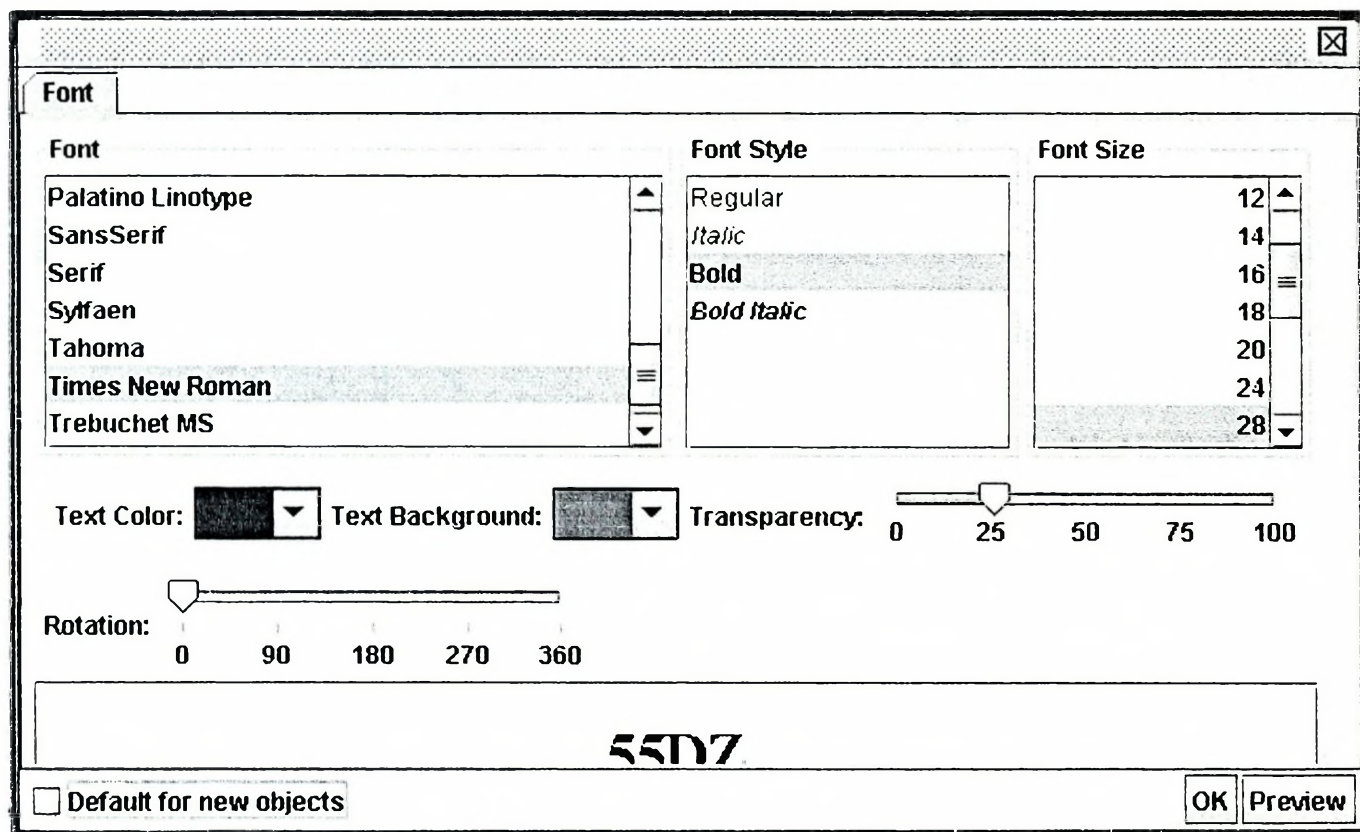 Font
Font
Palatino Linotype
SansSerif
Serif
Sylfaen
Tahoma
Times New Roman
Trebuchet MS
Font Style
Regular
Italic
Bold
Bold Italic
Font Size
12
14
16
18
20
24
28
Text Color:
Text Background:
Transparency:
0 25 50 75 100
Rotation:
0 90 180 270 360
Default for new objects
OK
Preview